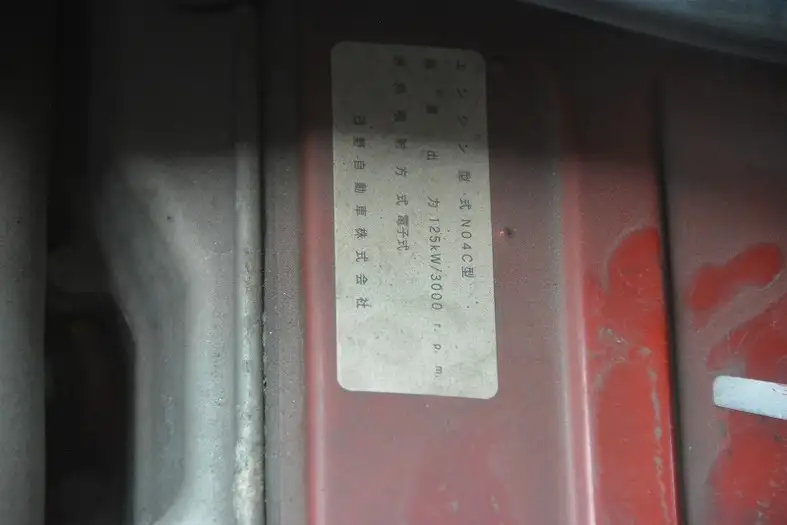 エンジン型式 N04C型
最高出力 125kW/3000 r.p.m.
燃料噴射方式 電子式
日野自動車株式会社